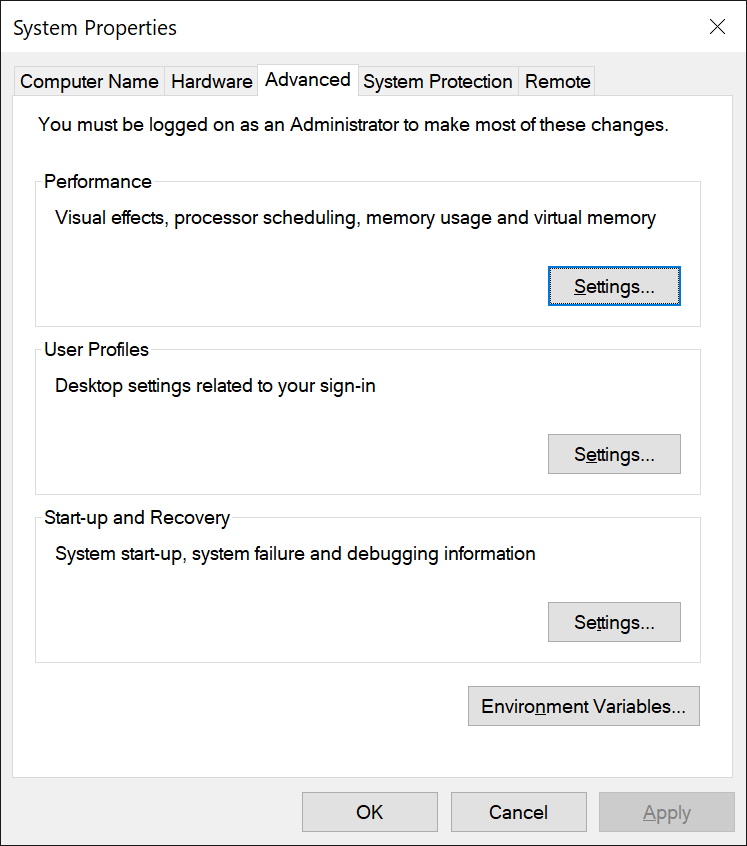 System Properties
Computer Name Hardware Advanced System Protection Remote
You must be logged on as an Administrator to make most of these changes.
Performance
Visual effects, processor scheduling, memory usage and virtual memory
Settings...
User Profiles
Desktop settings related to your sign-in
Settings...
Start-up and Recovery
System start-up, system failure and debugging information
Settings...
Environment Variables...
OK Cancel Apply